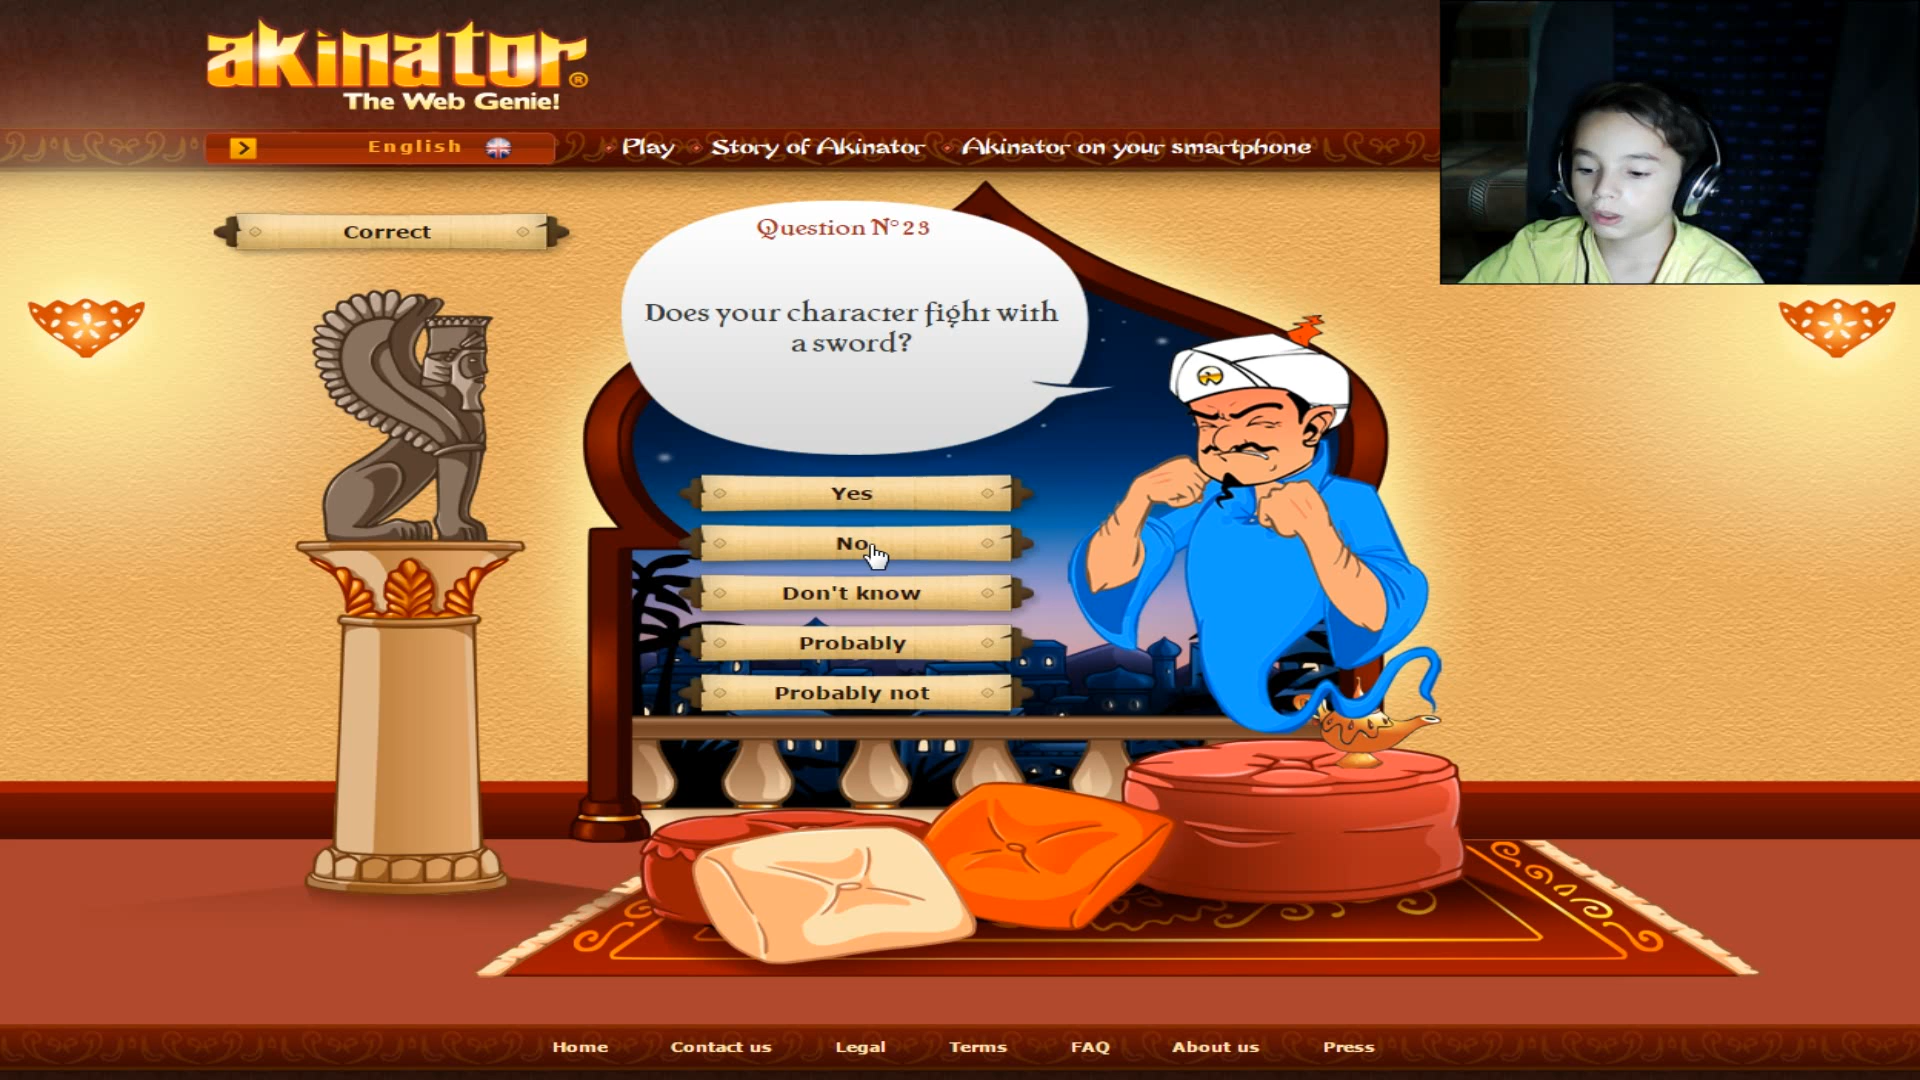 akinator®
The Web Genie!
English
Play
Story of Akinator
Akinator on your smartphone
Correct
Question N°23
Does your character fight with
a sword?
Yes
No
Don't know
Probably
Probably not
Home
Contact us
Legal
Terms
FAQ
About us
Press